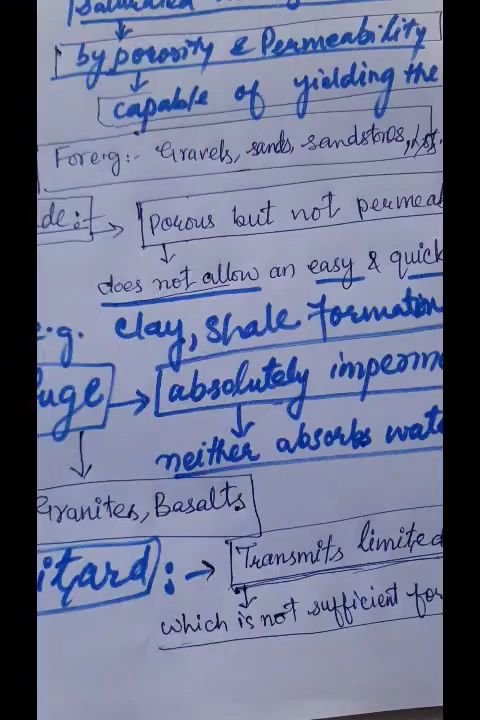 Saturated
by porosity & Permeability
capable of yielding the
For e.g:- Gravels, sands, sandstones,
de:- → Porous but not permea
does not allow an easy & quick
e.g. clay, shale formation
uge → absolutely imperm
neither absorbs wate
Granites, Basalts
itard :- → Transmits limited
which is not sufficient for